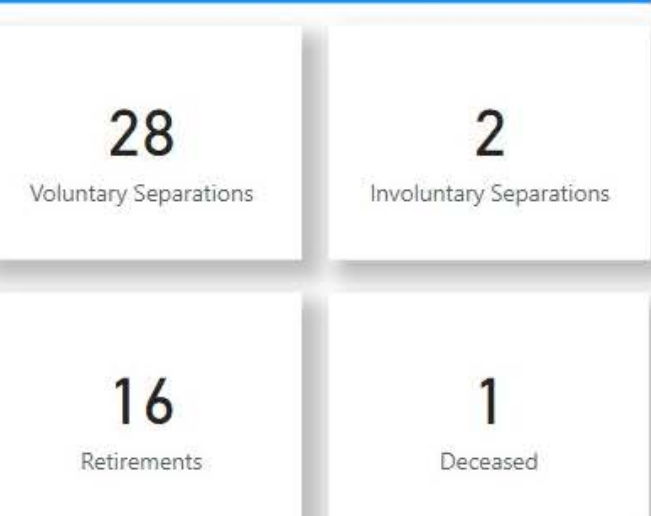 28
Voluntary Separations
2
Involuntary Separations
16
Retirements
1
Deceased